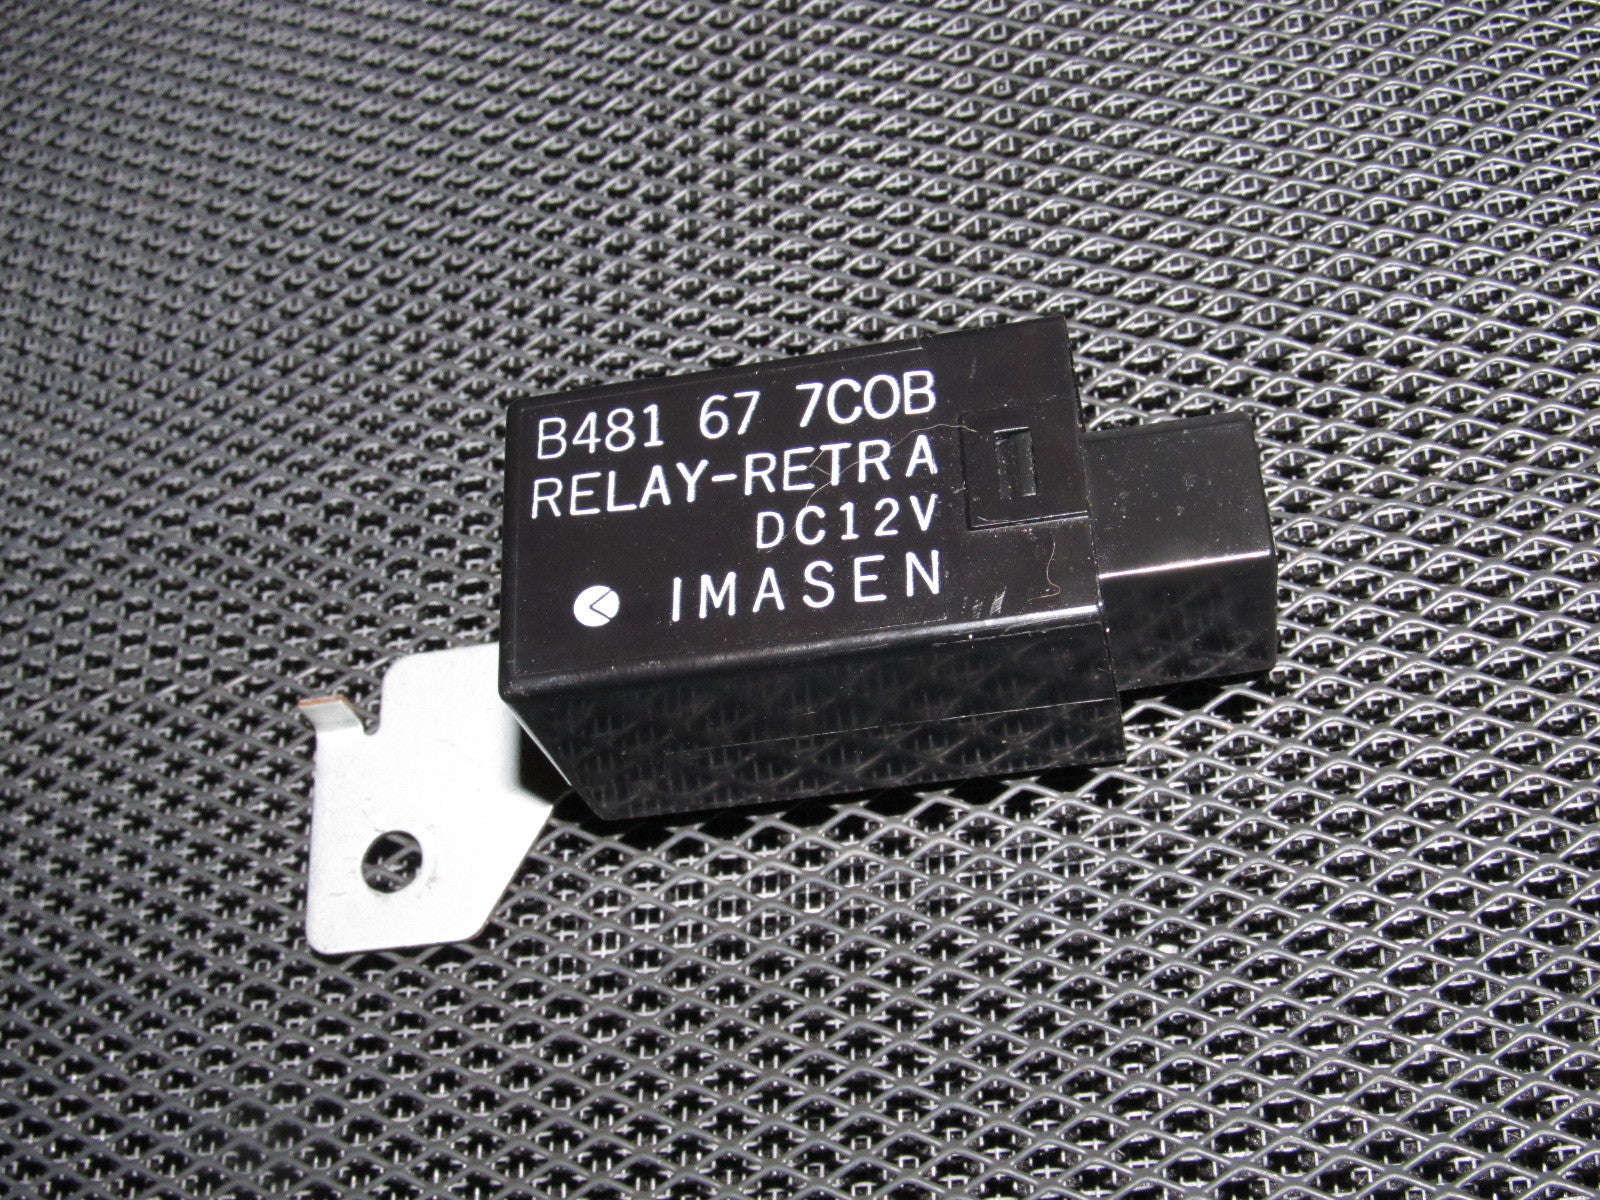 B481 67 7C0B
RELAY-RETRA
DC12V
IMASEN